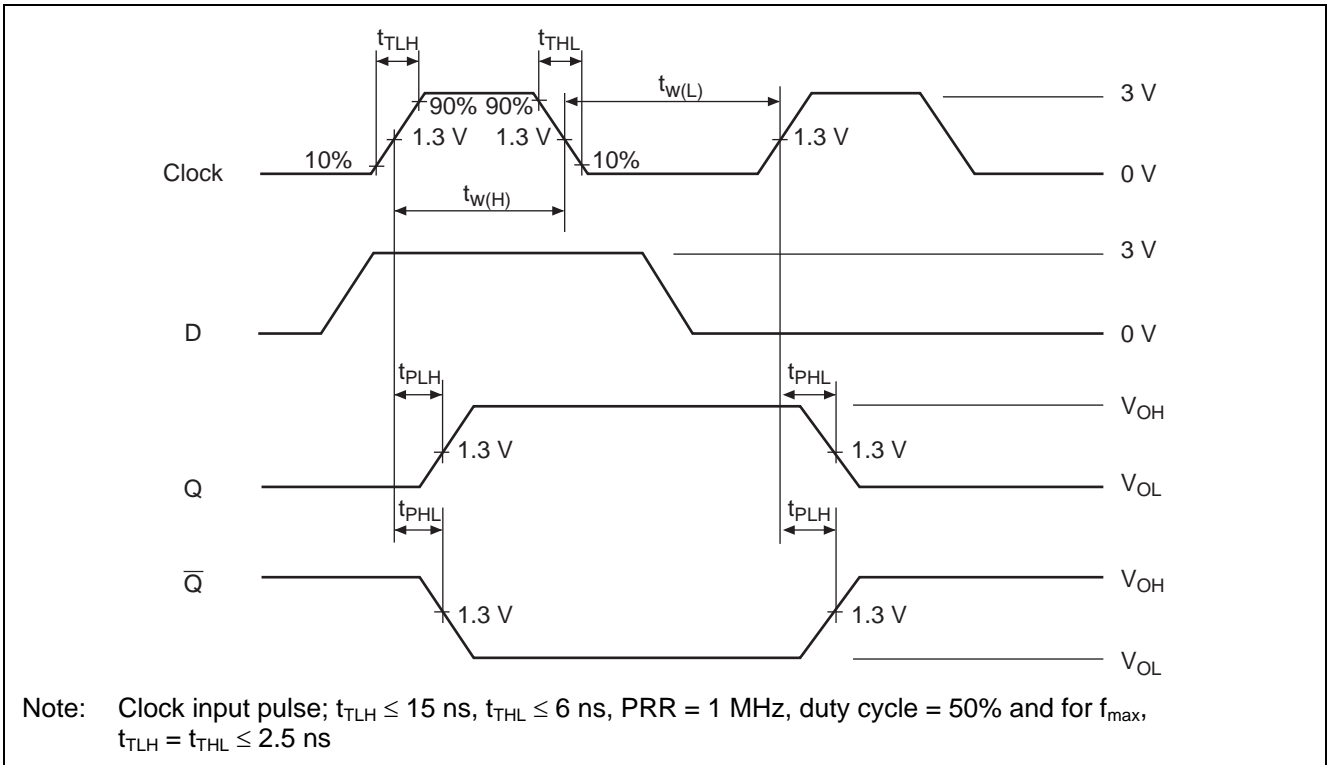 tTLH tTHL
tw(L)
90% 90%
3 V
1.3 V 1.3 V 1.3 V
10% 10%
Clock
0 V
tw(H)
3 V
D
0 V
tPLH tPHL
VOH
1.3 V 1.3 V
Q
VOL
tPHL tPLH
Q̅
VOH
1.3 V 1.3 V
VOL
Note: Clock input pulse; tTLH ≤ 15 ns, tTHL ≤ 6 ns, PRR = 1 MHz, duty cycle = 50% and for fmax,
tTLH = tTHL ≤ 2.5 ns